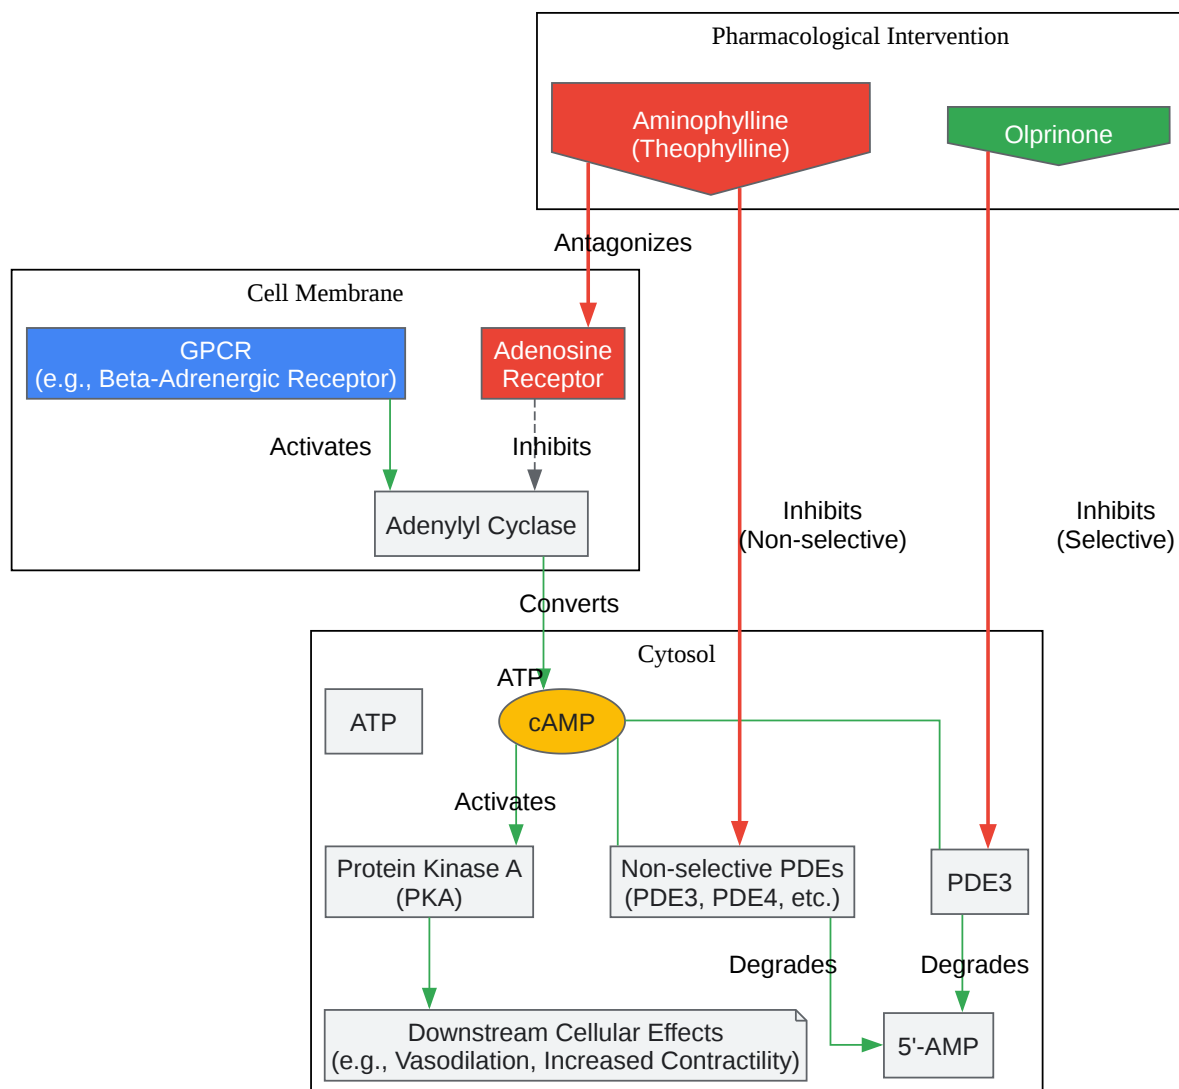 Pharmacological Intervention
Aminophylline
(Theophylline)
Olprinone
Antagonizes
Cell Membrane
GPCR
(e.g., Beta-Adrenergic Receptor)
Adenosine
Receptor
Activates
Inhibits
Adenylyl Cyclase
Inhibits
(Non-selective)
Inhibits
(Selective)
Converts
Cytosol
ATP
ATP
cAMP
Activates
Protein Kinase A
(PKA)
Non-selective PDEs
(PDE3, PDE4, etc.)
PDE3
Degrades
Degrades
Downstream Cellular Effects
(e.g., Vasodilation, Increased Contractility)
5'-AMP